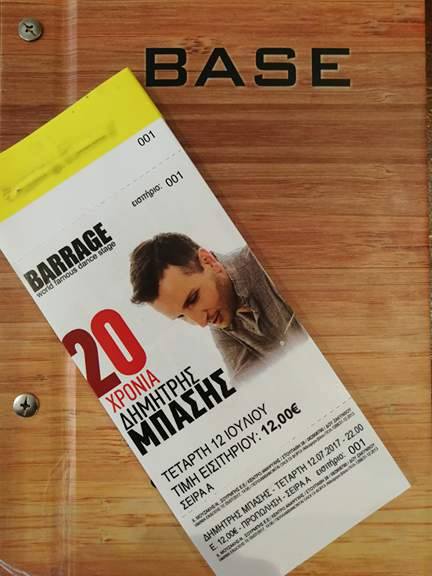 BASE
001
εισιτήριο: 001
BARRAGE
world famous dance stage
20
ΧΡΟΝΙΑ
ΔΗΜΗΤΡΗΣ
ΜΠΑΣΗΣ
ΤΕΤΑΡΤΗ 12 ΙΟΥΛΙΟΥ
ΤΙΜΗ ΕΙΣΙΤΗΡΙΟΥ: 12,00€
ΣΕΙΡΑ Α
ΔΗΜΗΤΡΗΣ ΜΠΑΣΗΣ - ΤΕΤΑΡΤΗ 12.07.2017 - 22.00
Ε. 12,00€ - ΠΡΟΠΩΛΗΣΗ - ΣΕΙΡΑ Α
εισιτήριο: 001